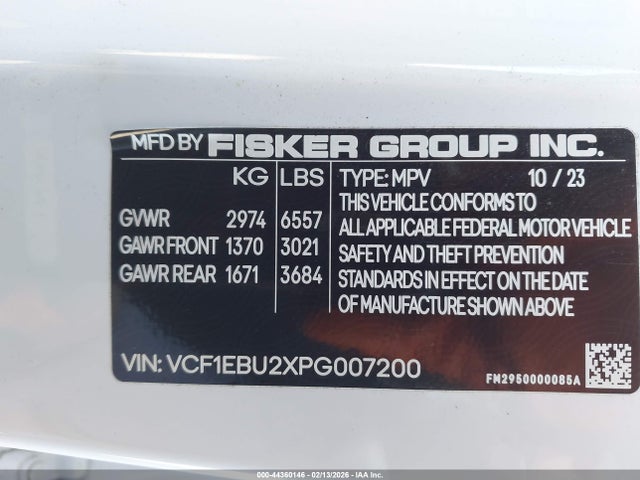 MFD BY FISKER GROUP INC.
KG LBS TYPE: MPV 10 / 23
THIS VEHICLE CONFORMS TO
GVWR 2974 6557 ALL APPLICABLE FEDERAL MOTOR VEHICLE
GAWR FRONT 1370 3021 SAFETY AND THEFT PREVENTION
GAWR REAR 1671 3684 STANDARDS IN EFFECT ON THE DATE
OF MANUFACTURE SHOWN ABOVE
VIN: VCF1EBU2XPG007200
FM2950000085A
000-44360146 - 02/13/2026 - IAA Inc.